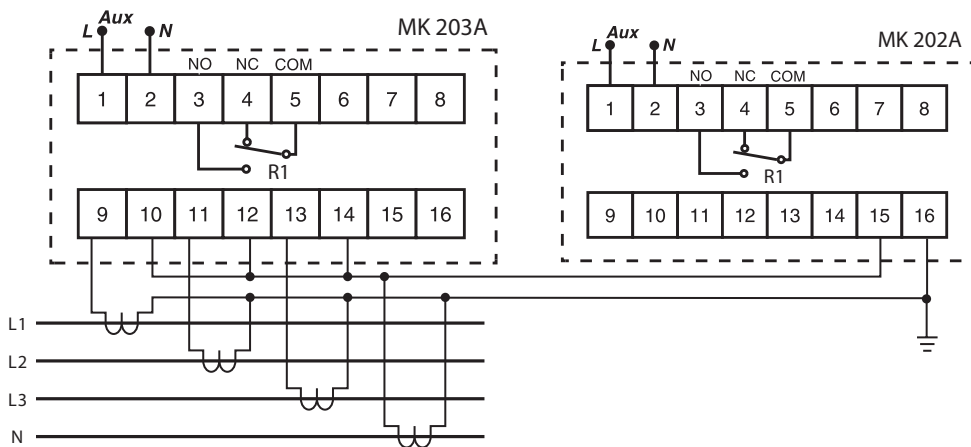 MK 203A
L Aux N
NO NC COM
1 2 3 4 5 6 7 8
R1
9 10 11 12 13 14 15 16
MK 202A
L Aux N
NO NC COM
1 2 3 4 5 6 7 8
R1
9 10 11 12 13 14 15 16
L1
L2
L3
N